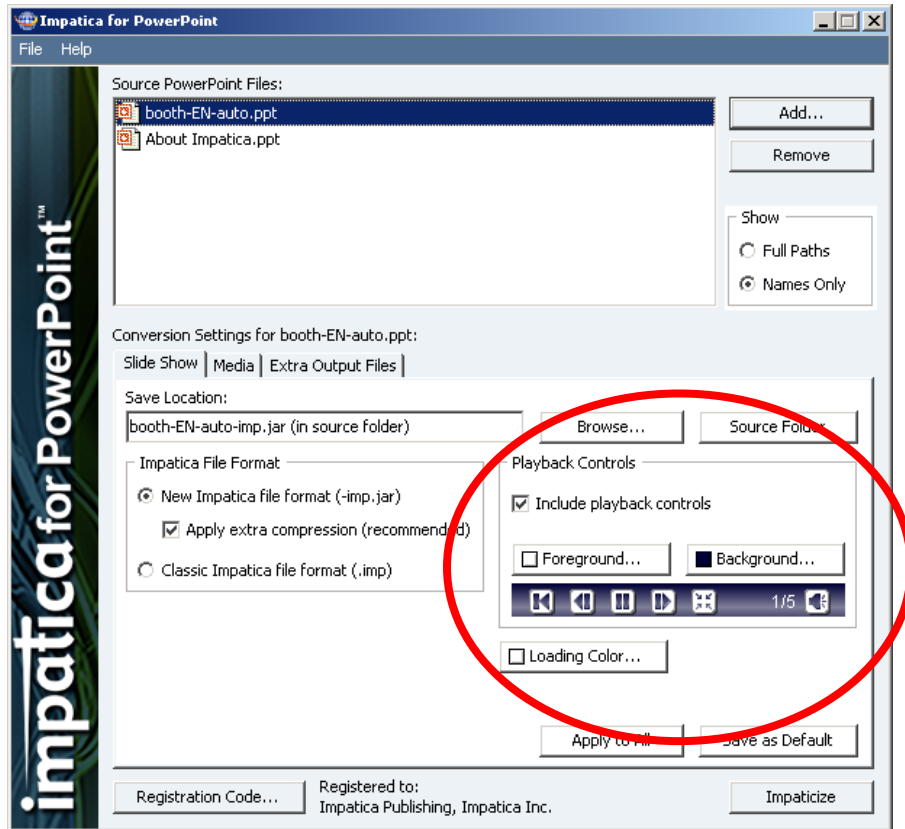 Impatica for PowerPoint
File Help
Source PowerPoint Files:
booth-EN-auto.ppt
About Impatica.ppt
Add...
Remove
Show
Full Paths
Names Only
impatica for PowerPoint™
Conversion Settings for booth-EN-auto.ppt:
Slide Show Media Extra Output Files
Save Location:
booth-EN-auto-imp.jar (in source folder)
Browse...
Source Folder
Impatica File Format
New Impatica file format (-imp.jar)
Apply extra compression (recommended)
Classic Impatica file format (.imp)
Playback Controls
Include playback controls
Foreground...
Background...
1/5
Loading Color...
Apply to All
Save as Default
Registration Code...
Registered to:
Impatica Publishing, Impatica Inc.
Impaticize